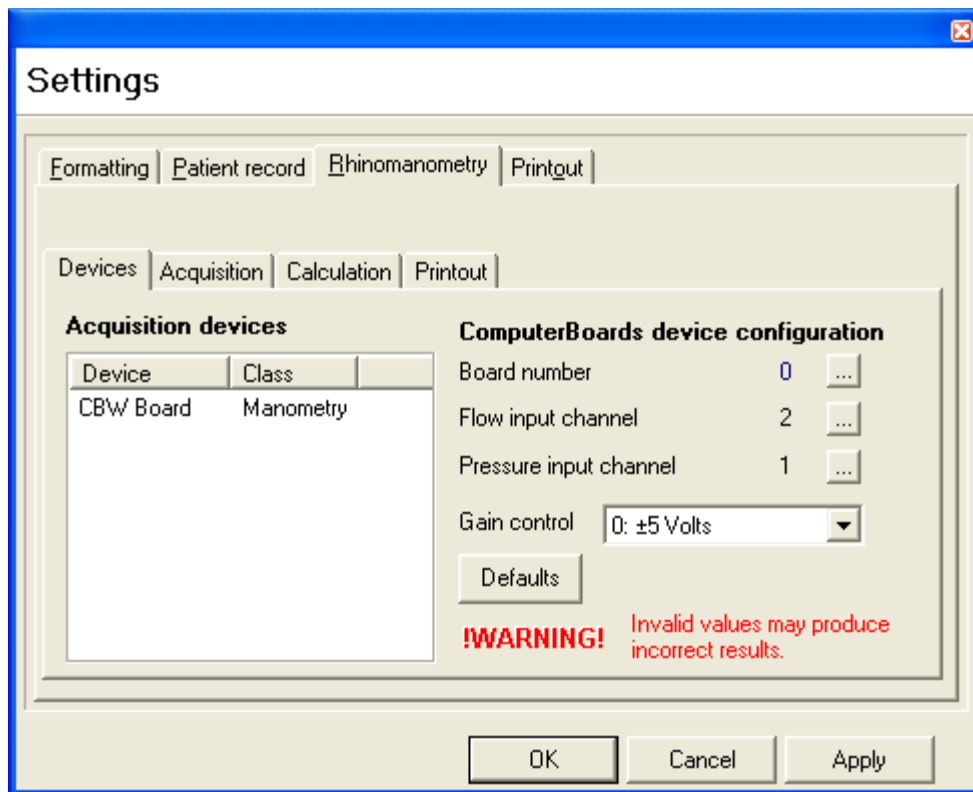 Settings
Formatting Patient record Rhinomanometry Printout
Devices Acquisition Calculation Printout
Acquisition devices
Device Class
CBW Board Manometry
ComputerBoards device configuration
Board number 0 ...
Flow input channel 2 ...
Pressure input channel 1 ...
Gain control 0: ±5 Volts
Defaults
!WARNING! Invalid values may produce
incorrect results.
OK Cancel Apply